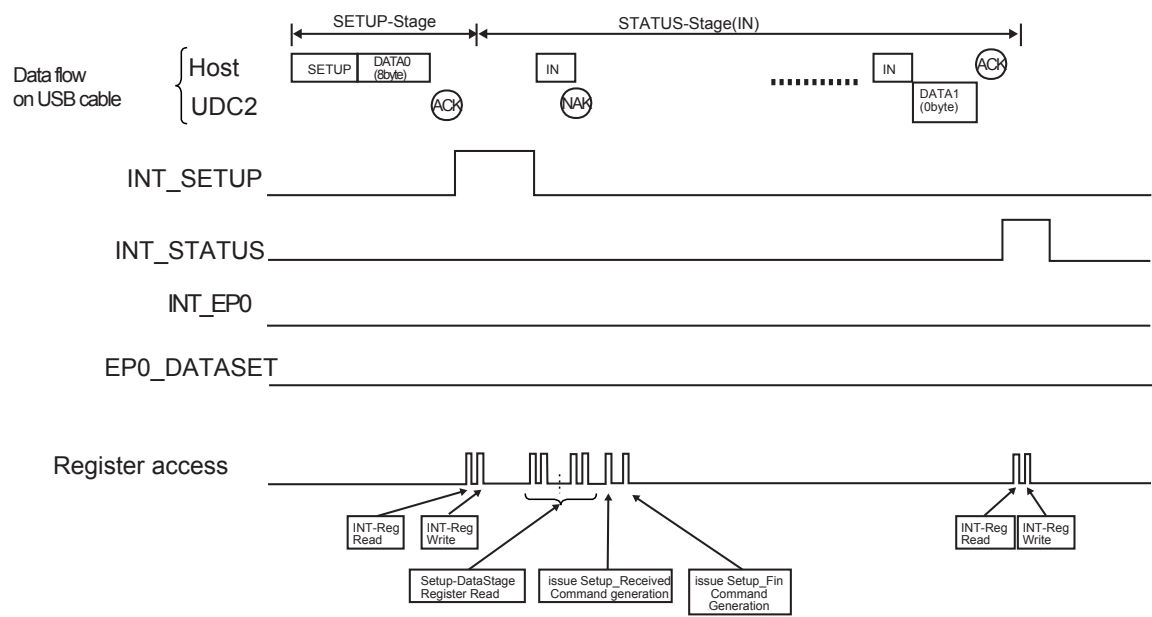 SETUP-Stage
STATUS-Stage(IN)
Data flow
on USB cable
Host
UDC2
SETUP
DATA0
(8byte)
ACK
IN
NAK
IN
DATA1
(0byte)
ACK
INT_SETUP
INT_STATUS
INT_EP0
EP0_DATASET
Register access
INT-Reg
Read
INT-Reg
Write
INT-Reg
Read
INT-Reg
Write
Setup-DataStage
Register Read
issue Setup_Received
Command generation
issue Setup_Fin
Command
Generation